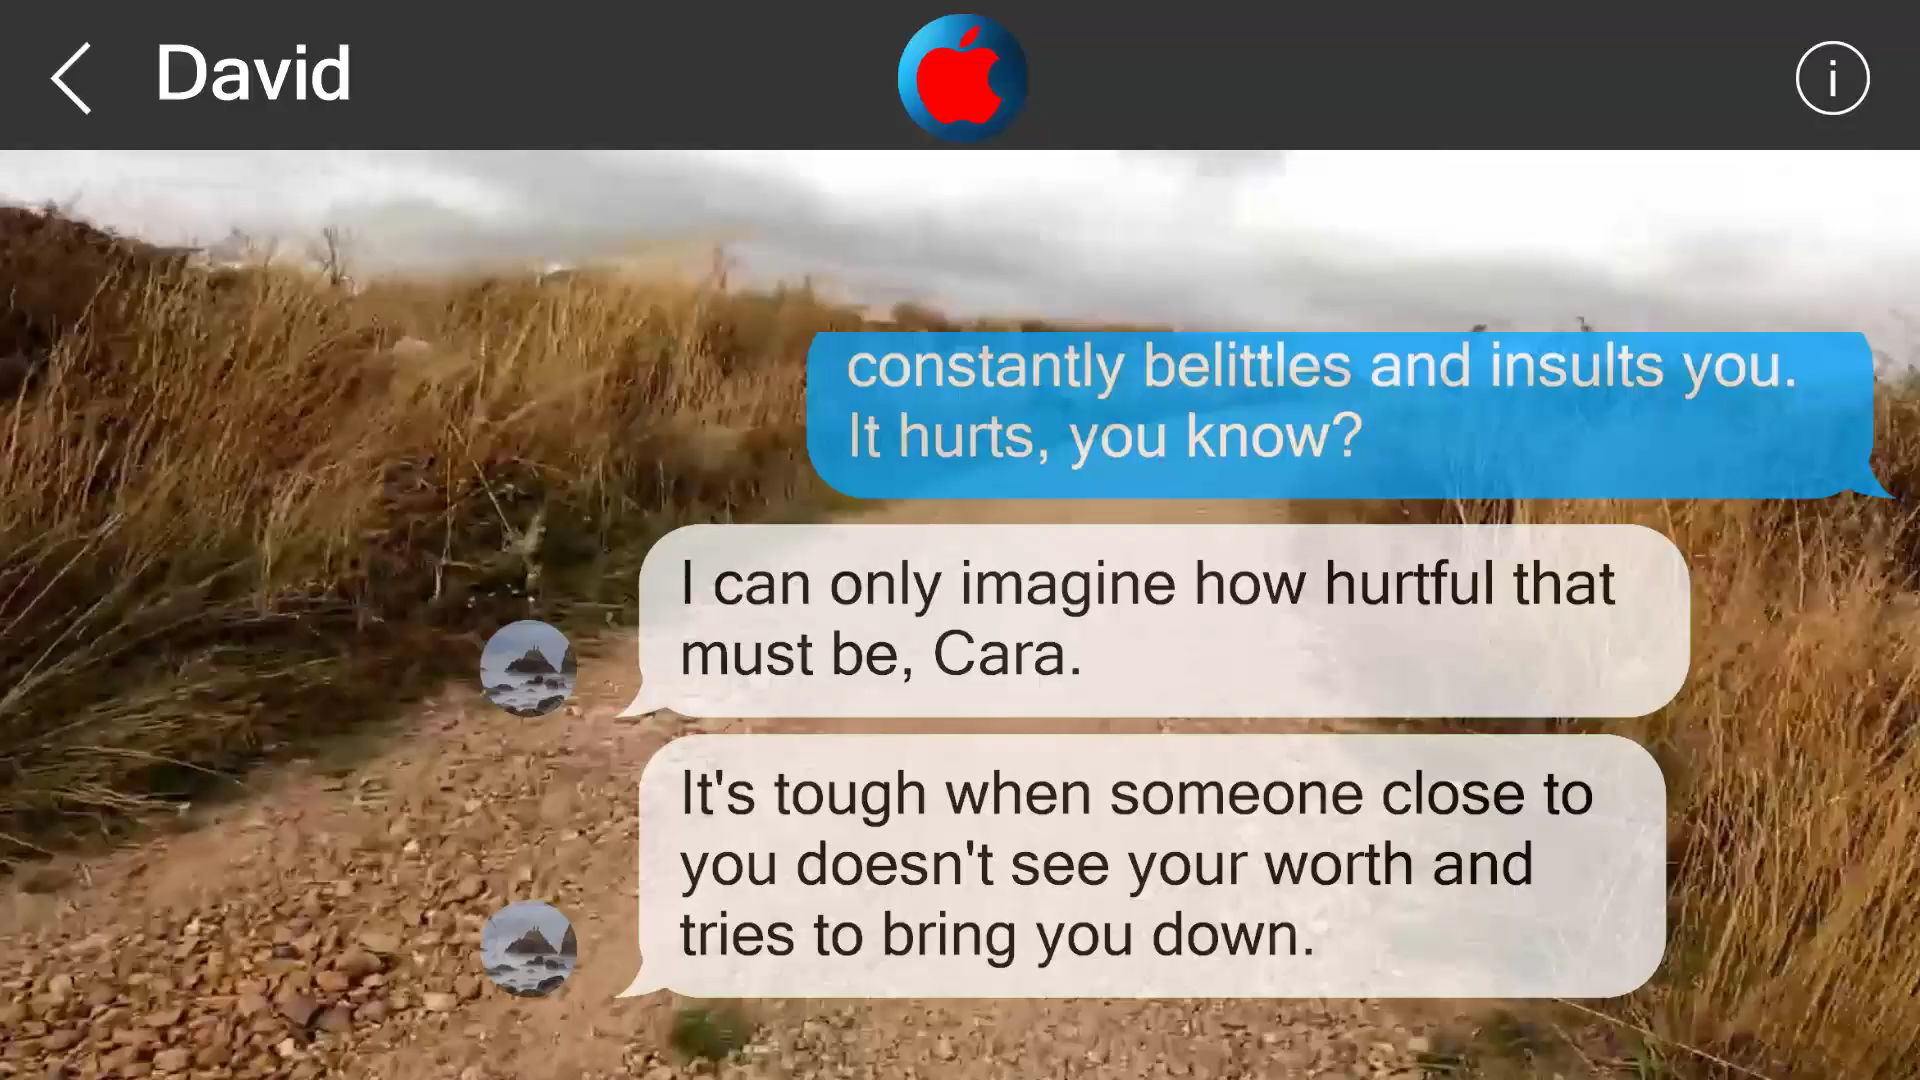 David
constantly belittles and insults you.
It hurts, you know?
I can only imagine how hurtful that
must be, Cara.
It's tough when someone close to
you doesn't see your worth and
tries to bring you down.